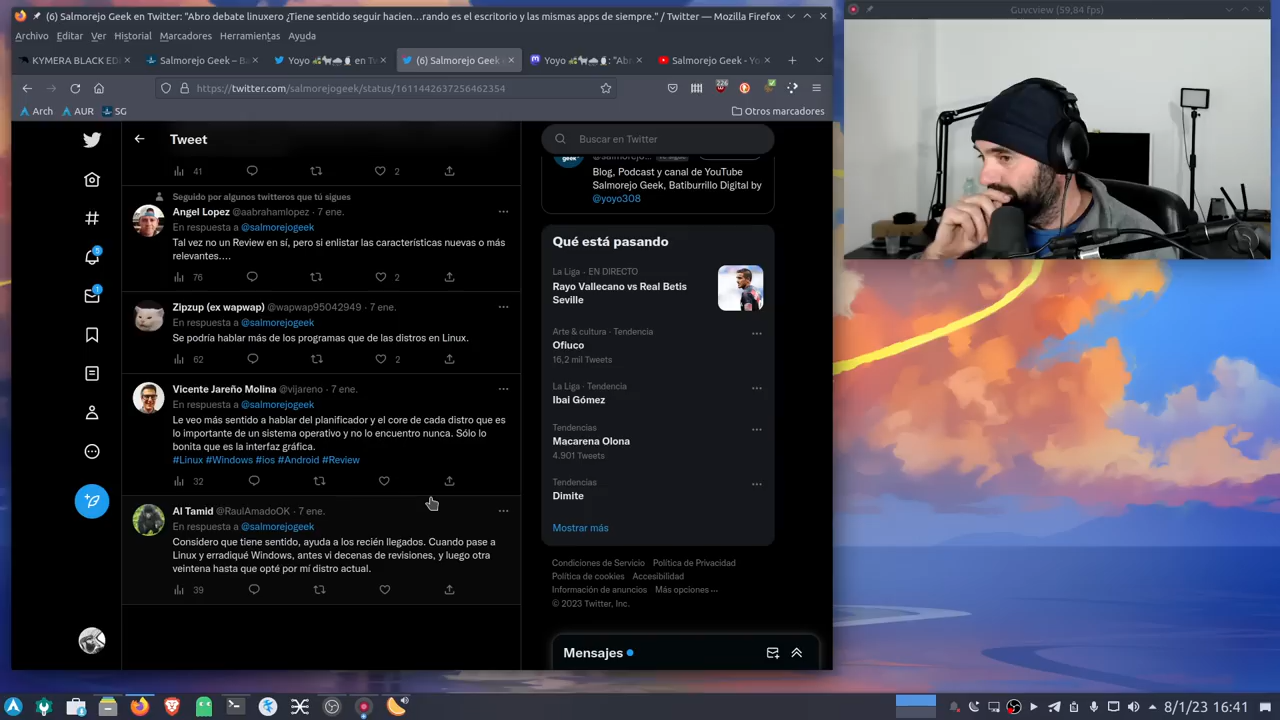 (6) Salmorejo Geek en Twitter: "Abro debate linuxero ¿Tiene sentido seguir hacien…rando es el escritorio y las mismas apps de siempre." / Twitter — Mozilla Firefox
Guvcview (59,84 fps)
Archivo Editar Ver Historial Marcadores Herramientas Ayuda
KYMERA BLACK EDI
Salmorejo Geek – Ba
Yoyo en Tw
(6) Salmorejo Geek
Yoyo : "Abr
Salmorejo Geek - Yo
https://twitter.com/salmorejogeek/status/1611442637256462354
226
Arch AUR SG
Otros marcadores
Tweet
Buscar en Twitter
41 2
Blog, Podcast y canal de YouTube
Salmorejo Geek, Batiburrillo Digital by
@yoyo308
Seguido por algunos twitteros que tú sigues
Angel Lopez @aabrahamlopez · 7 ene.
En respuesta a @salmorejogeek
Tal vez no un Review en sí, pero si enlistar las características nuevas o más
relevantes....
76 2
Zipzup (ex wapwap) @wapwap95042949 · 7 ene.
En respuesta a @salmorejogeek
Se podría hablar más de los programas que de las distros en Linux.
62 2
Vicente Jareño Molina @vijareno · 7 ene.
En respuesta a @salmorejogeek
Le veo más sentido a hablar del planificador y el core de cada distro que es
lo importante de un sistema operativo y no lo encuentro nunca. Sólo lo
bonita que es la interfaz gráfica.
#Linux #Windows #ios #Android #Review
32
Al Tamid @RaulAmadoOK · 7 ene.
En respuesta a @salmorejogeek
Considero que tiene sentido, ayuda a los recién llegados. Cuando pase a
Linux y erradiqué Windows, antes vi decenas de revisiones, y luego otra
veintena hasta que opté por mí distro actual.
39
Qué está pasando
La Liga · EN DIRECTO
Rayo Vallecano vs Real Betis
Seville
Arte & cultura · Tendencia
Ofiuco
16,2 mil Tweets
La Liga · Tendencia
Ibai Gómez
Tendencias
Macarena Olona
4.901 Tweets
Tendencias
Dimite
Mostrar más
Condiciones de Servicio Política de Privacidad
Política de cookies Accesibilidad
Información de anuncios Más opciones ···
© 2023 Twitter, Inc.
Mensajes
8/1/23 16:41